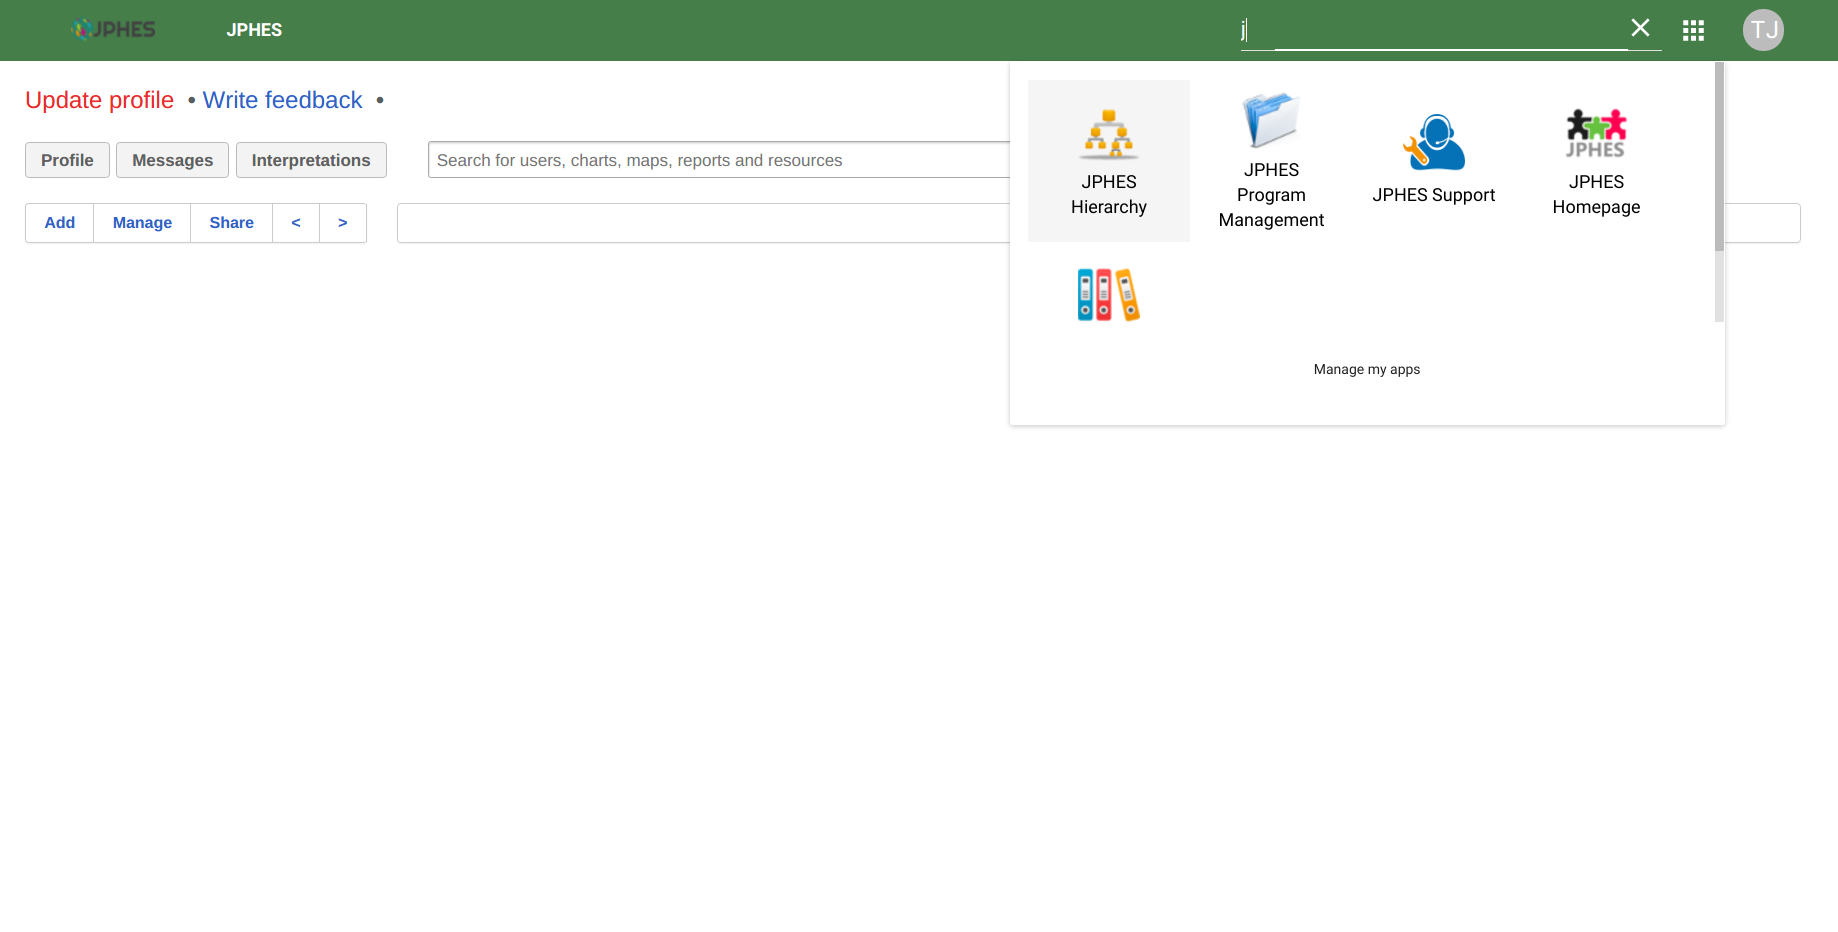 JPHES
JPHES
j
TJ
Update profile • Write feedback •
Profile
Messages
Interpretations
Search for users, charts, maps, reports and resources
Add
Manage
Share
<
>
JPHES
Hierarchy
JPHES
Program
Management
JPHES Support
JPHES
JPHES
Homepage
Manage my apps